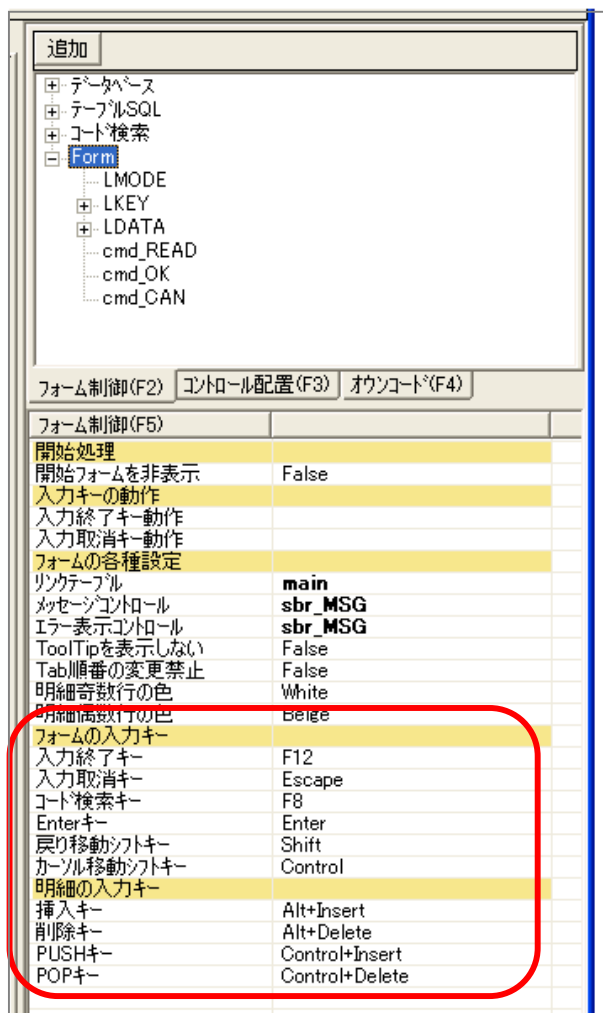 追加
ﾃﾞｰﾀﾍﾞｰｽ
ﾃｰﾌﾞﾙSQL
ｺｰﾄﾞ検索
Form
LMODE
LKEY
LDATA
cmd_READ
cmd_OK
cmd_CAN
ﾌｫｰﾑ制御(F2) ｺﾝﾄﾛｰﾙ配置(F3) ｵｳﾝｺｰﾄﾞ(F4)
ﾌｫｰﾑ制御(F5)
開始処理
開始ﾌｫｰﾑを非表示 False
入力ｷｰの動作
入力終了ｷｰ動作
入力取消ｷｰ動作
ﾌｫｰﾑの各種設定
ﾘﾝｸﾃｰﾌﾞﾙ main
ﾒｯｾｰｼﾞｺﾝﾄﾛｰﾙ sbr_MSG
ｴﾗｰ表示ｺﾝﾄﾛｰﾙ sbr_MSG
ToolTipを表示しない False
Tab順番の変更禁止 False
明細奇数行の色 White
明細偶数行の色 Beige
ﾌｫｰﾑの入力ｷｰ
入力終了ｷｰ F12
入力取消ｷｰ Escape
ｺｰﾄﾞ検索ｷｰ F8
Enterｷｰ Enter
戻り移動ｼﾌﾄｷｰ Shift
ｶｰｿﾙ移動ｼﾌﾄｷｰ Control
明細の入力ｷｰ
挿入ｷｰ Alt+Insert
削除ｷｰ Alt+Delete
PUSHｷｰ Control+Insert
POPｷｰ Control+Delete